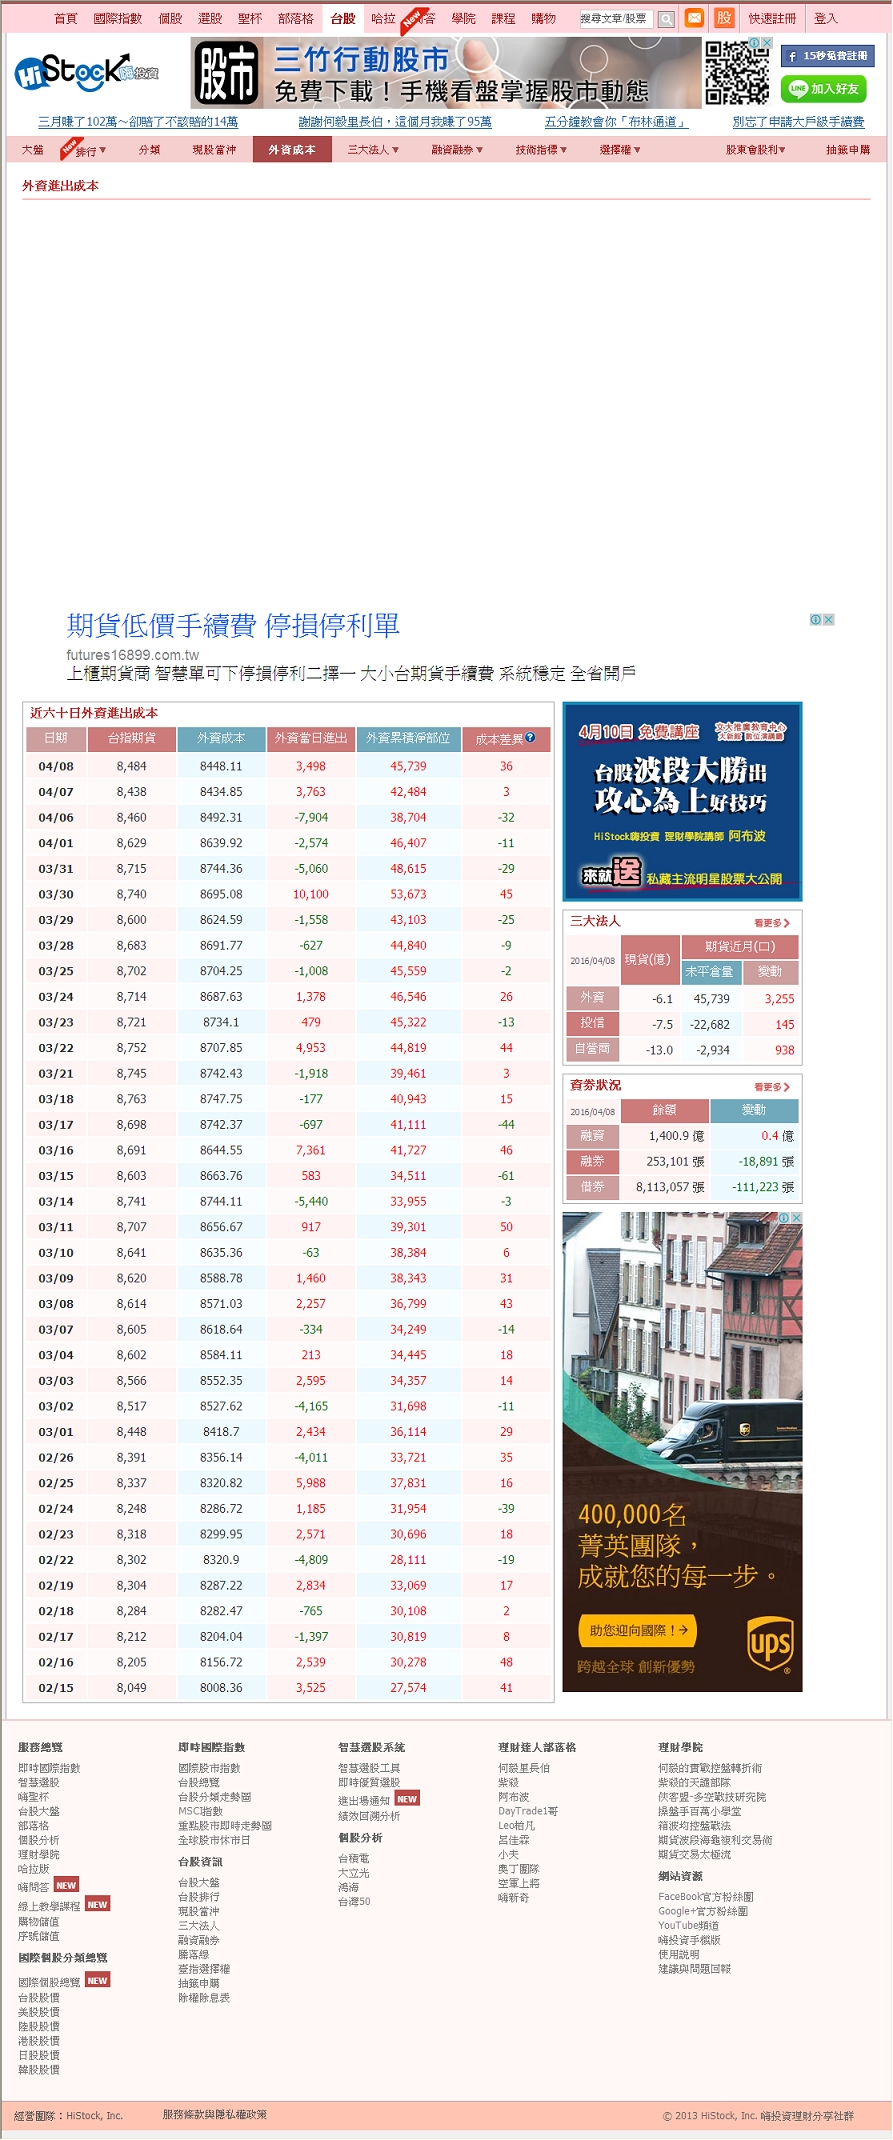 首頁 國際指數 個股 選股 聖杯 部落格 台股 哈拉 New 答 學院 課程 購物 搜尋文章/股票 股 快速註冊 登入
HiStock嗨投資
股市
三竹行動股市
免費下載！手機看盤掌握股市動態
15秒免費註冊
LINE 加入好友
三月賺了102萬～卻賠了不該賠的14萬 謝謝何毅里長伯，這個月我賺了95萬 五分鐘教會你「布林通道」 別忘了申請大戶級手續費
大盤 New 排行▼ 分類 現股當沖 外資成本 三大法人▼ 融資融券▼ 技術指標▼ 選擇權▼ 股東會股利▼ 抽籤申購
外資進出成本
期貨低價手續費 停損停利單
futures16899.com.tw
上櫃期貨商 智慧單可下停損停利二擇一 大小台期貨手續費 系統穩定 全省開戶
近六十日外資進出成本
日期 台指期貨 外資成本 外資當日進出 外資累積淨部位 成本差異?
04/08 8,484 8448.11 3,498 45,739 36
04/07 8,438 8434.85 3,763 42,484 3
04/06 8,460 8492.31 -7,904 38,704 -32
04/01 8,629 8639.92 -2,574 46,407 -11
03/31 8,715 8744.36 -5,060 48,615 -29
03/30 8,740 8695.08 10,100 53,673 45
03/29 8,600 8624.59 -1,558 43,103 -25
03/28 8,683 8691.77 -627 44,840 -9
03/25 8,702 8704.25 -1,008 45,559 -2
03/24 8,714 8687.63 1,378 46,546 26
03/23 8,721 8734.1 479 45,322 -13
03/22 8,752 8707.85 4,953 44,819 44
03/21 8,745 8742.43 -1,918 39,461 3
03/18 8,763 8747.75 -177 40,943 15
03/17 8,698 8742.37 -697 41,111 -44
03/16 8,691 8644.55 7,361 41,727 46
03/15 8,603 8663.76 583 34,511 -61
03/14 8,741 8744.11 -5,440 33,955 -3
03/11 8,707 8656.67 917 39,301 50
03/10 8,641 8635.36 -63 38,384 6
03/09 8,620 8588.78 1,460 38,343 31
03/08 8,614 8571.03 2,257 36,799 43
03/07 8,605 8618.64 -334 34,249 -14
03/04 8,602 8584.11 213 34,445 18
03/03 8,566 8552.35 2,595 34,357 14
03/02 8,517 8527.62 -4,165 31,698 -11
03/01 8,448 8418.7 2,434 36,114 29
02/26 8,391 8356.14 -4,011 33,721 35
02/25 8,337 8320.82 5,988 37,831 16
02/24 8,248 8286.72 1,185 31,954 -39
02/23 8,318 8299.95 2,571 30,696 18
02/22 8,302 8320.9 -4,809 28,111 -19
02/19 8,304 8287.22 2,834 33,069 17
02/18 8,284 8282.47 -765 30,108 2
02/17 8,212 8204.04 -1,397 30,819 8
02/16 8,205 8156.72 2,539 30,278 48
02/15 8,049 8008.36 3,525 27,574 41
4月10日 免費講座 文大推廣教育中心
台股波段大勝出
攻心為上好技巧
HiStock嗨投資 理財學院講師 阿布波
來就送 私藏主流明星股票大公開
三大法人 看更多
2016/04/08 現貨(億) 期貨近月(口)
未平倉量 變動
外資 -6.1 45,739 3,255
投信 -7.5 -22,682 145
自營商 -13.0 -2,934 938
資券狀況 看更多
2016/04/08 餘額 變動
融資 1,400.9 億 0.4 億
融券 253,101 張 -18,891 張
借券 8,113,057 張 -111,223 張
400,000名
菁英團隊，
成就您的每一步。
助您迎向國際！→
跨越全球 創新優勢
ups
服務總覽
即時國際指數
智慧選股
嗨聖杯
台股大盤
部落格
個股分析
理財學院
哈拉版
嗨問答 NEW
線上教學課程 NEW
購物儲值
序號儲值
國際個股分類總覽
國際個股總覽 NEW
台股股價
美股股價
陸股股價
港股股價
日股股價
韓股股價
即時國際指數
國際股市指數
台股總覽
台股分類走勢圖
MSCI指數
重點股市即時走勢圖
全球股市休市日
台股資訊
台股大盤
台股排行
現股當沖
三大法人
融資融券
騰落線
臺指選擇權
抽籤申購
除權除息表
智慧選股系統
智慧選股工具
即時優質選股
進出場通知 NEW
績效回溯分析
個股分析
台積電
大立光
鴻海
台灣50
理財達人部落格
何毅里長伯
紫殺
阿布波
DayTrade1哥
Leo柏凡
呂佳霖
小夫
奧丁團隊
空軍上將
嗨新奇
理財學院
何毅的實戰控盤轉折術
紫殺的天讖部隊
俠客盟-多空戰技研究院
操盤手百萬小學堂
箱波均控盤戰法
期貨波段海龜複利交易術
期貨交易太極流
網站資源
FaceBook官方粉絲團
Google+官方粉絲團
YouTube頻道
嗨投資手機版
使用說明
建議與問題回報
經營團隊：HiStock, Inc. 服務條款與隱私權政策 © 2013 HiStock, Inc. 嗨投資理財分享社群